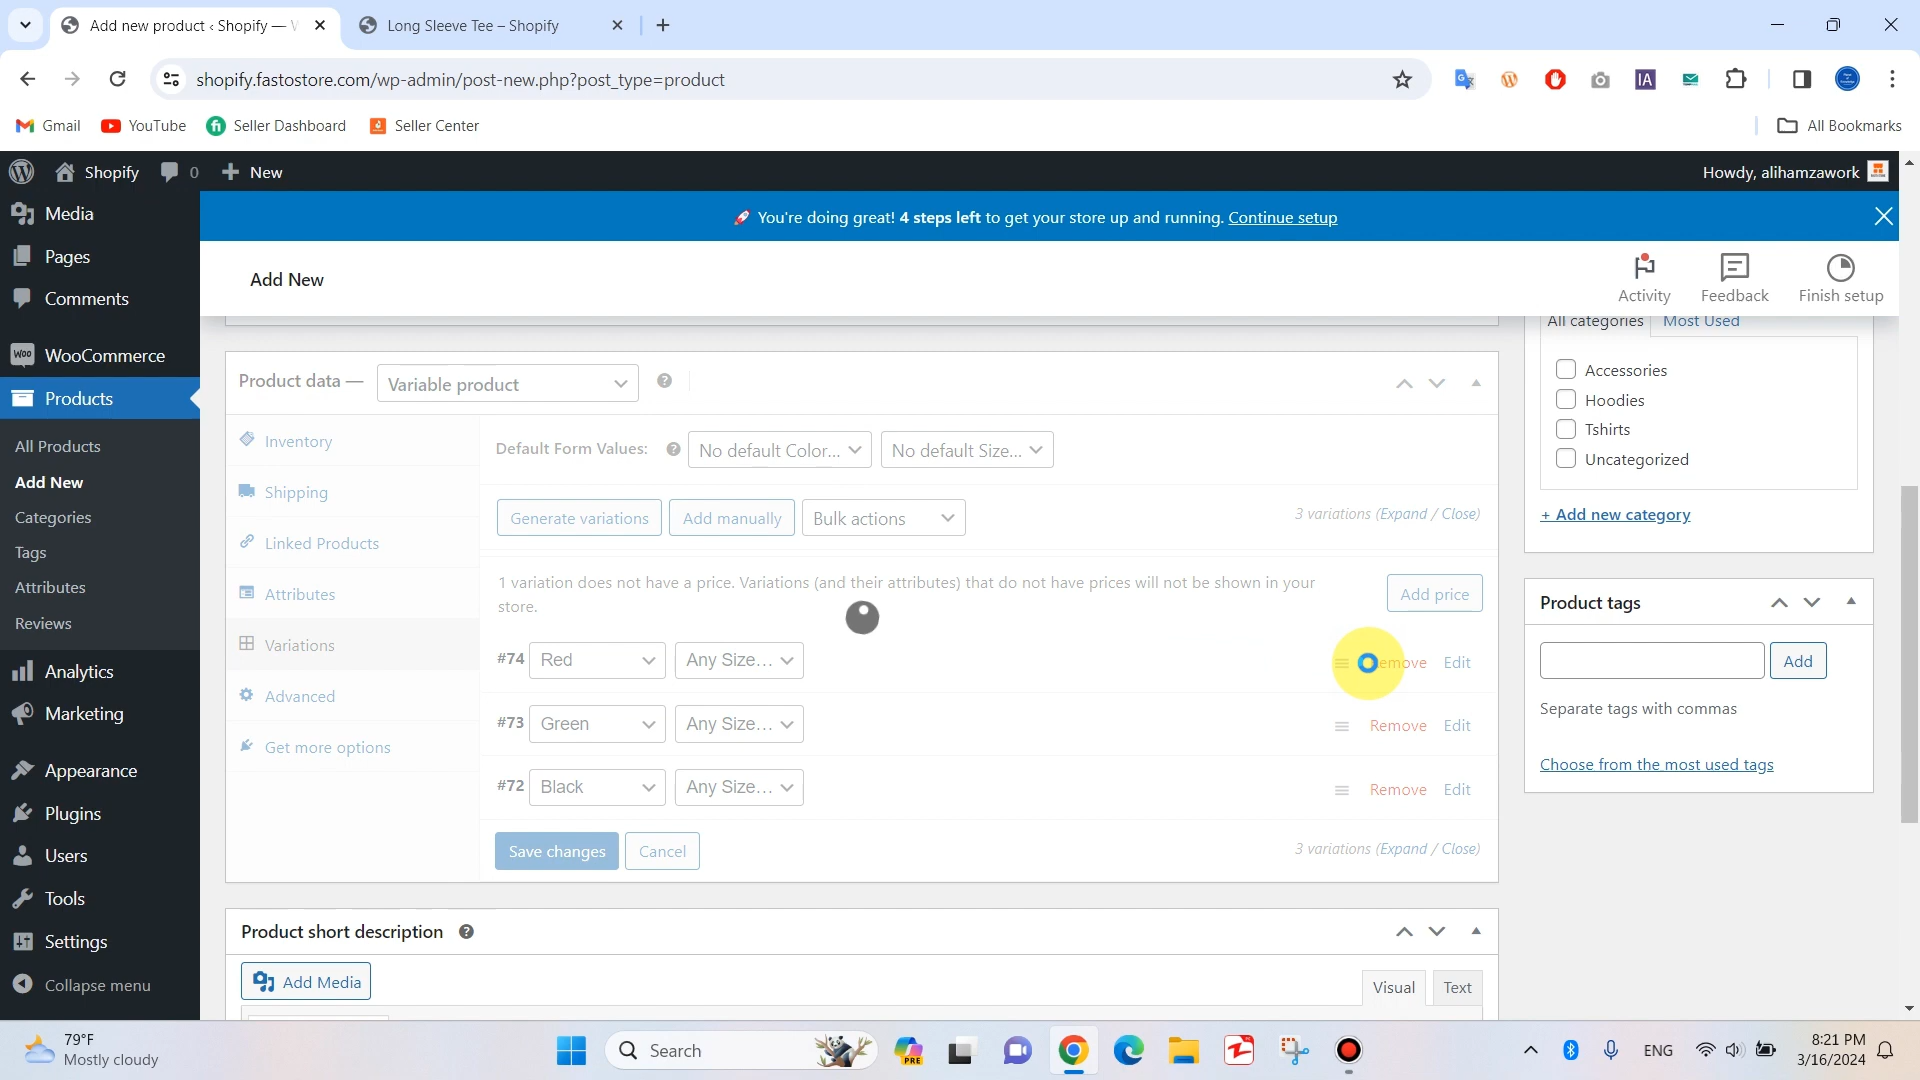 Add new product ‹ Shopify — V
Long Sleeve Tee – Shopify
shopify.fastostore.com/wp-admin/post-new.php?post_type=product
Gmail
YouTube
Seller Dashboard
Seller Center
All Bookmarks
Shopify
0
New
Howdy, alihamzawork
You're doing great! 4 steps left to get your store up and running. Continue setup
Media
Pages
Comments
WooCommerce
Products
All Products
Add New
Categories
Tags
Attributes
Reviews
Analytics
Marketing
Appearance
Plugins
Users
Tools
Settings
Collapse menu
Add New
Activity
Feedback
Finish setup
Product data —
Variable product
Inventory
Shipping
Linked Products
Attributes
Variations
Advanced
Get more options
Default Form Values:
No default Color...
No default Size...
Generate variations
Add manually
Bulk actions
3 variations (Expand / Close)
1 variation does not have a price. Variations (and their attributes) that do not have prices will not be shown in your
store.
Add price
#74 Red Any Size... Remove Edit
#73 Green Any Size... Remove Edit
#72 Black Any Size... Remove Edit
Save changes
Cancel
3 variations (Expand / Close)
Product short description
Add Media
Visual
Text
All categories
Most Used
Accessories
Hoodies
Tshirts
Uncategorized
+ Add new category
Product tags
Add
Separate tags with commas
Choose from the most used tags
79°F
Mostly cloudy
Search
PRE
ENG
8:21 PM
3/16/2024